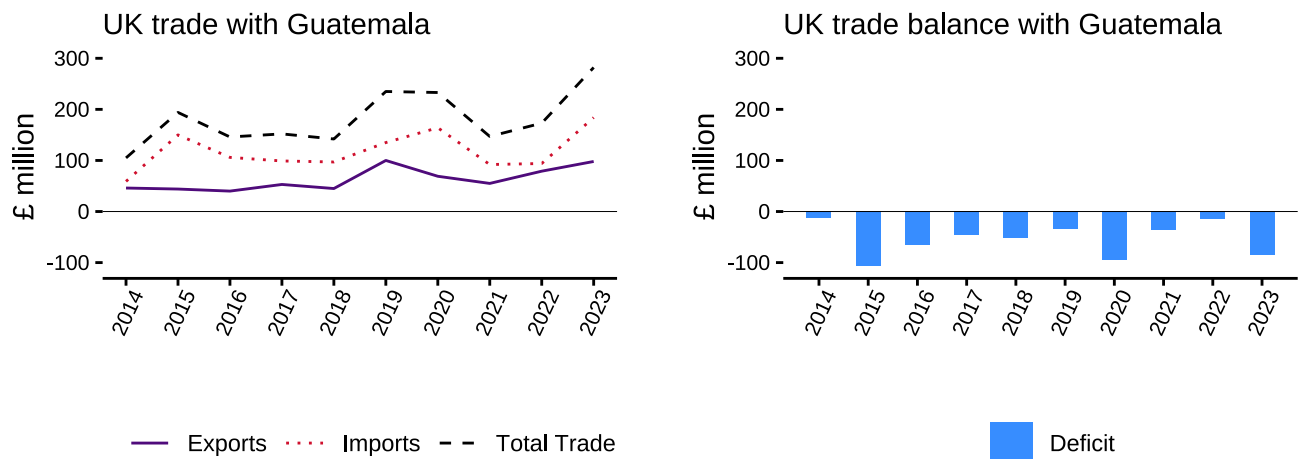 UK trade with Guatemala
£ million
300
200
100
0
-100
2014 2015 2016 2017 2018 2019 2020 2021 2022 2023
Exports Imports Total Trade
UK trade balance with Guatemala
£ million
300
200
100
0
-100
2014 2015 2016 2017 2018 2019 2020 2021 2022 2023
Deficit